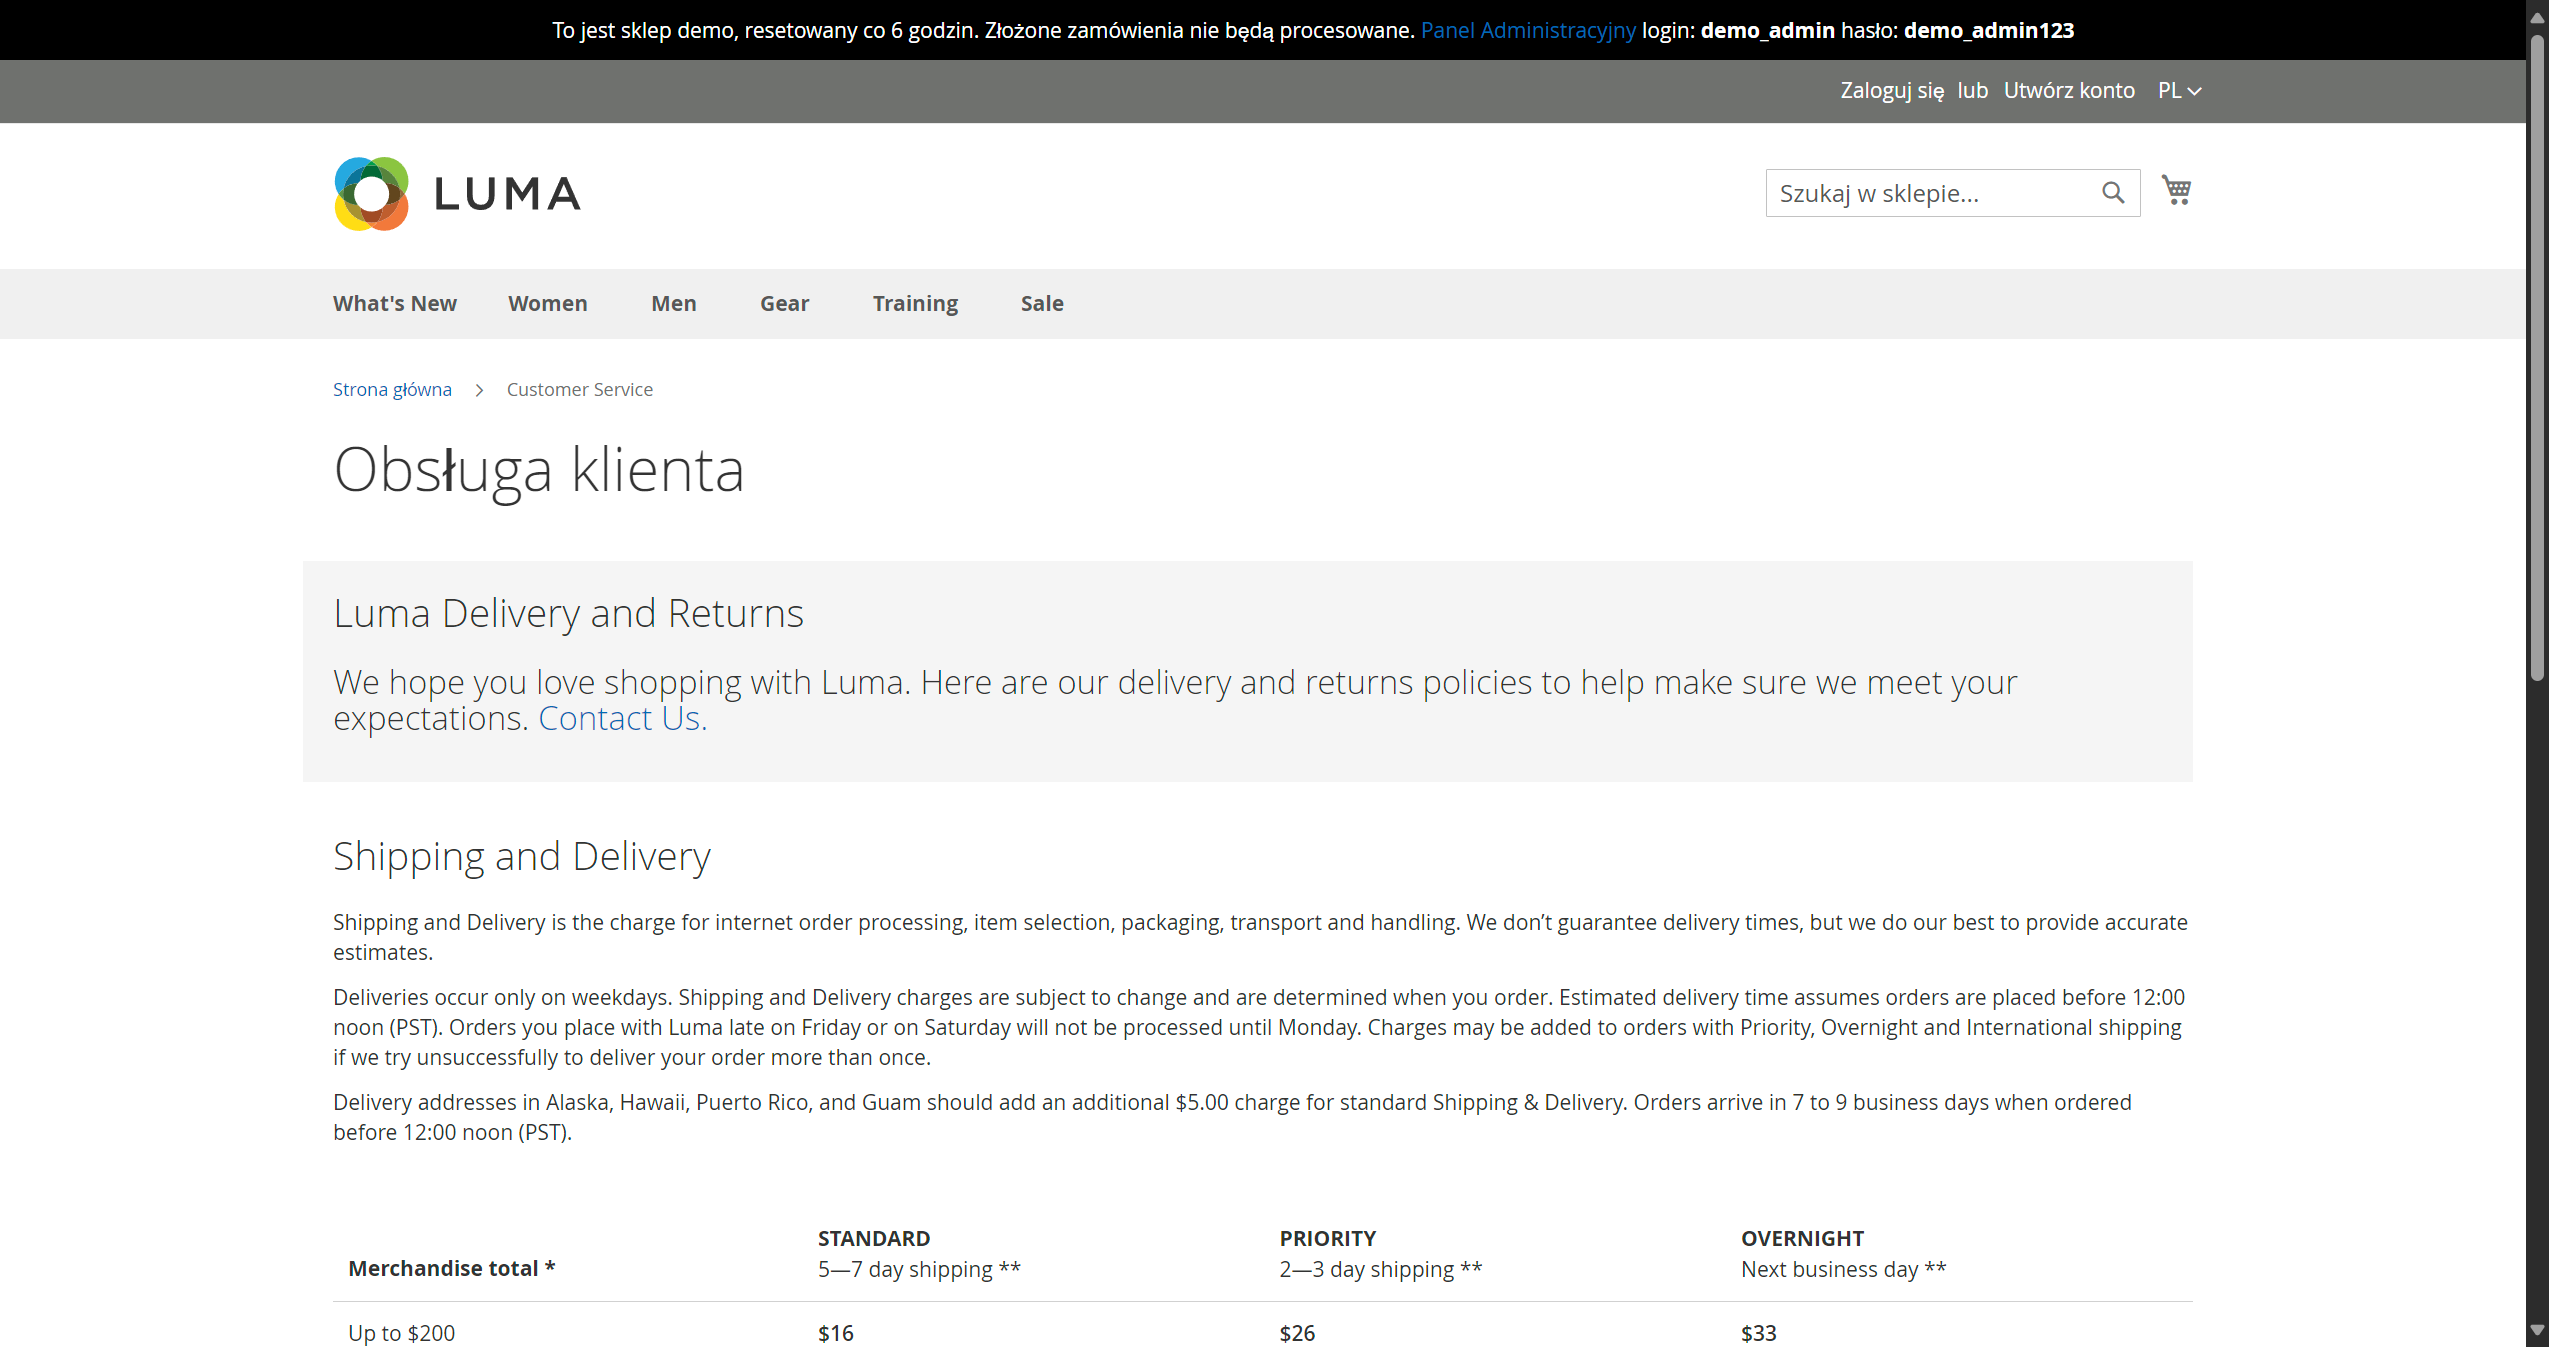 To jest sklep demo, resetowany co 6 godzin. Złożone zamówienia nie będą procesowane. Panel Administracyjny login: demo_admin hasło: demo_admin123
Zaloguj się lub Utwórz konto PL
LUMA
Szukaj w sklepie...
What's New Women Men Gear Training Sale
Strona główna Customer Service
Obsługa klienta
Luma Delivery and Returns
We hope you love shopping with Luma. Here are our delivery and returns policies to help make sure we meet your
expectations. Contact Us.
Shipping and Delivery
Shipping and Delivery is the charge for internet order processing, item selection, packaging, transport and handling. We don’t guarantee delivery times, but we do our best to provide accurate
estimates.
Deliveries occur only on weekdays. Shipping and Delivery charges are subject to change and are determined when you order. Estimated delivery time assumes orders are placed before 12:00
noon (PST). Orders you place with Luma late on Friday or on Saturday will not be processed until Monday. Charges may be added to orders with Priority, Overnight and International shipping
if we try unsuccessfully to deliver your order more than once.
Delivery addresses in Alaska, Hawaii, Puerto Rico, and Guam should add an additional $5.00 charge for standard Shipping & Delivery. Orders arrive in 7 to 9 business days when ordered
before 12:00 noon (PST).
STANDARD PRIORITY OVERNIGHT
Merchandise total * 5—7 day shipping ** 2—3 day shipping ** Next business day **
Up to $200 $16 $26 $33